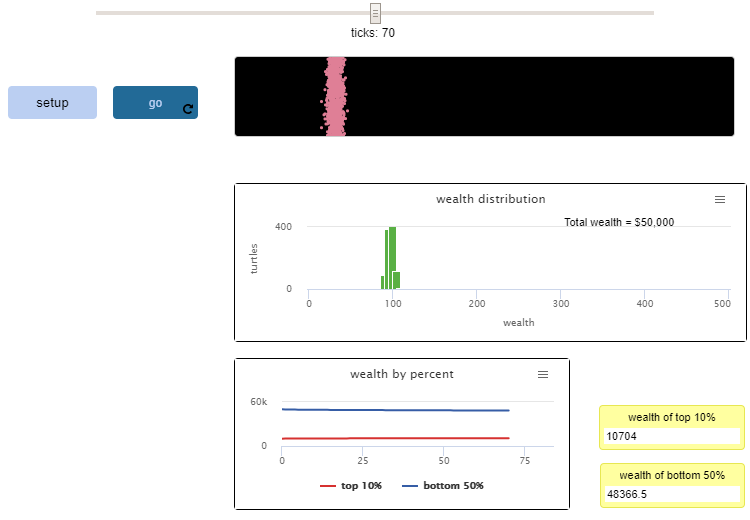 ticks: 70
setup
go
wealth distribution
Total wealth = $50,000
turtles
400
0
0 100 200 300 400 500
wealth
wealth by percent
60k
0
0 25 50 75
top 10% bottom 50%
wealth of top 10%
10704
wealth of bottom 50%
48366.5